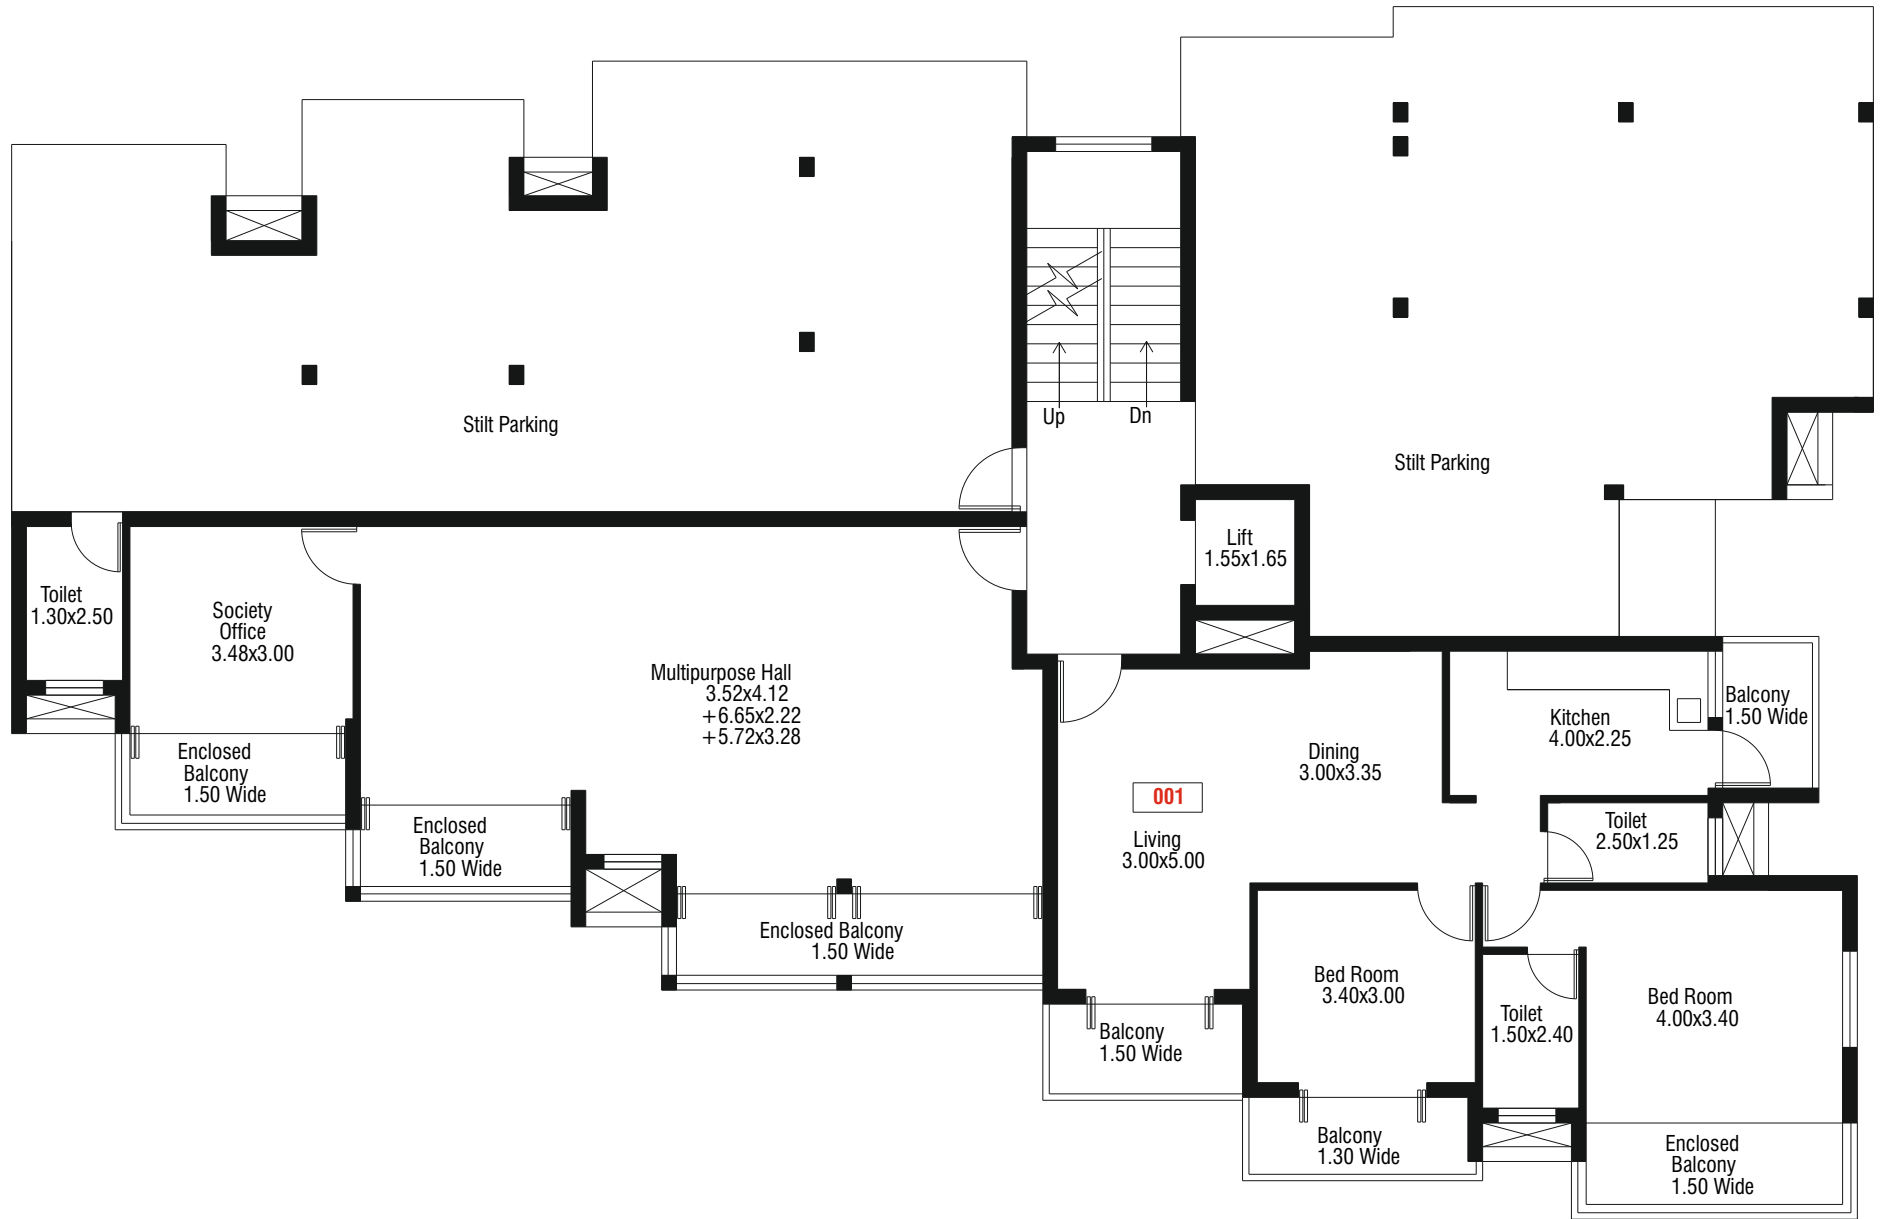 Up
Dn
Stilt Parking
Stilt Parking
Lift
1.55x1.65
Toilet
1.30x2.50
Society
Office
3.48x3.00
Multipurpose Hall
3.52x4.12
+6.65x2.22
+5.72x3.28
Enclosed
Balcony
1.50 Wide
Enclosed
Balcony
1.50 Wide
Enclosed Balcony
1.50 Wide
Kitchen
4.00x2.25
Balcony
1.50 Wide
Dining
3.00x3.35
001
Living
3.00x5.00
Toilet
2.50x1.25
Bed Room
3.40x3.00
Toilet
1.50x2.40
Bed Room
4.00x3.40
Balcony
1.50 Wide
Balcony
1.30 Wide
Enclosed
Balcony
1.50 Wide